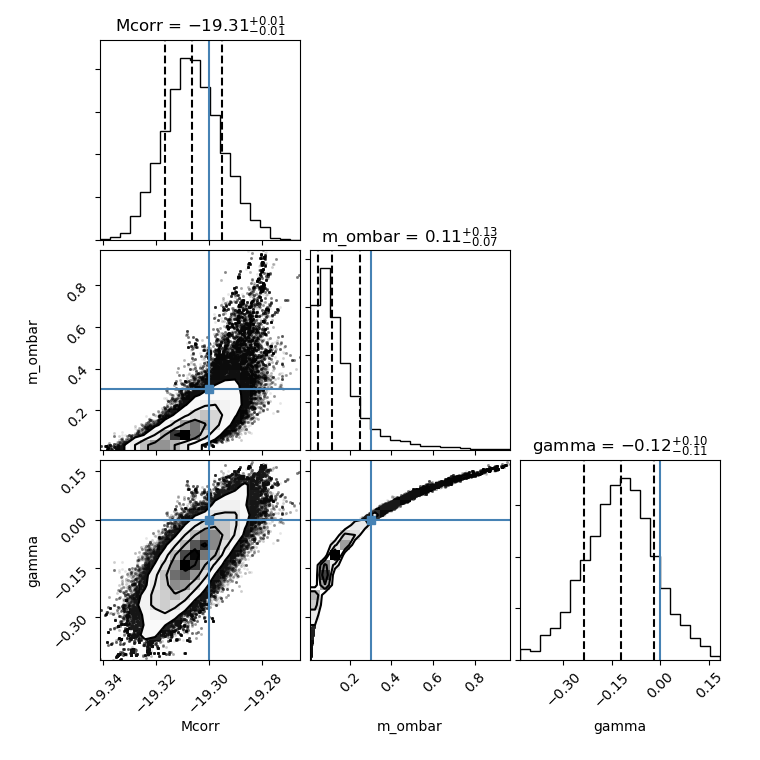 Mcorr = −19.31+0.01−0.01
m_ombar = 0.11+0.13−0.07
m_ombar
0.8
0.6
0.4
0.2
gamma = −0.12+0.10−0.11
gamma
0.15
0.00
−0.15
−0.30
−19.34 −19.32 −19.30 −19.28
0.2 0.4 0.6 0.8
−0.30 −0.15 0.00 0.15
Mcorr m_ombar gamma